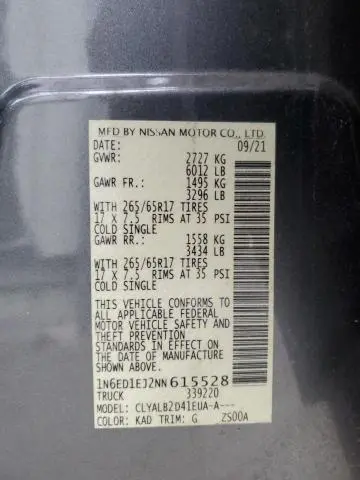 MFD BY NISSAN MOTOR CO., LTD.
DATE: 09/21
GVWR: 2727 KG
6012 LB
GAWR FR.: 1495 KG
3296 LB
WITH 265/65R17 TIRES
17 X 7.5 RIMS AT 35 PSI
COLD SINGLE
GAWR RR.: 1558 KG
3434 LB
WITH 265/65R17 TIRES
17 X 7.5 RIMS AT 35 PSI
COLD SINGLE
THIS VEHICLE CONFORMS TO
ALL APPLICABLE FEDERAL
MOTOR VEHICLE SAFETY AND
THEFT PREVENTION
STANDARDS IN EFFECT ON
THE DATE OF MANUFACTURE
SHOWN ABOVE.
1N6ED1EJ2NN615528
TRUCK 339220
MODEL: CLYALB2D41EUA-A---
COLOR: KAD TRIM: G ZS00A